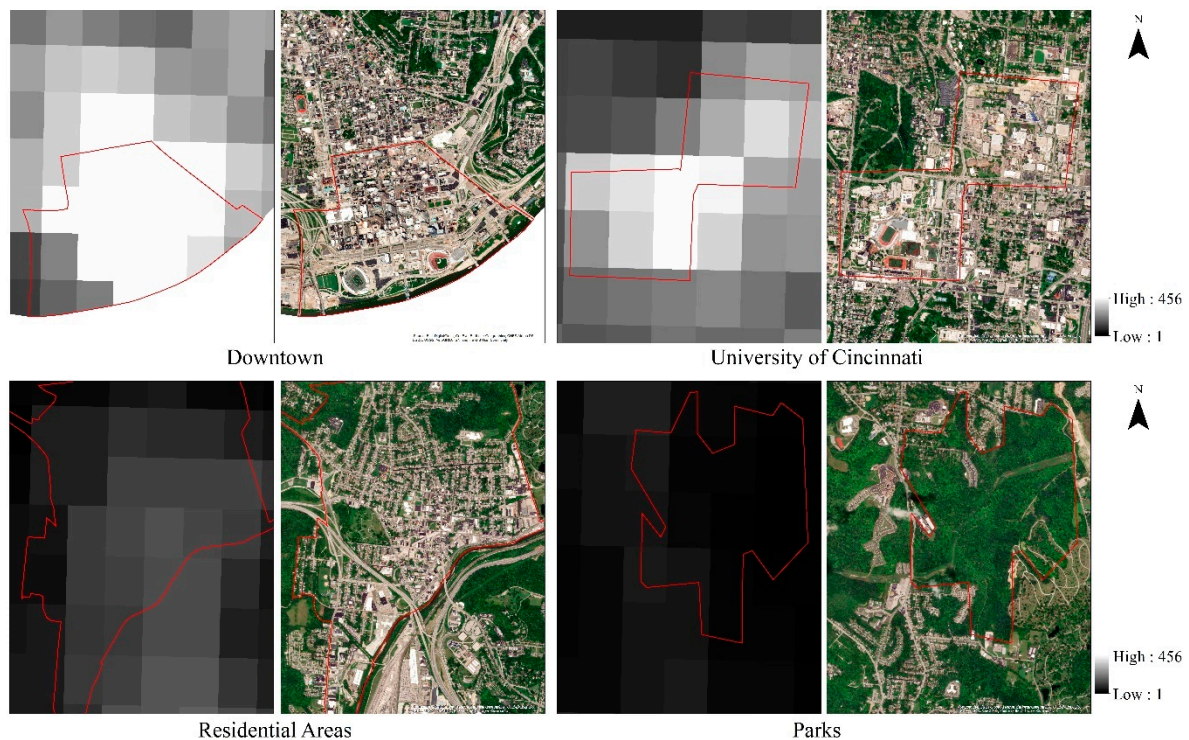 N
Downtown
University of Cincinnati
High : 456
Low : 1
N
Residential Areas
Parks
High : 456
Low : 1